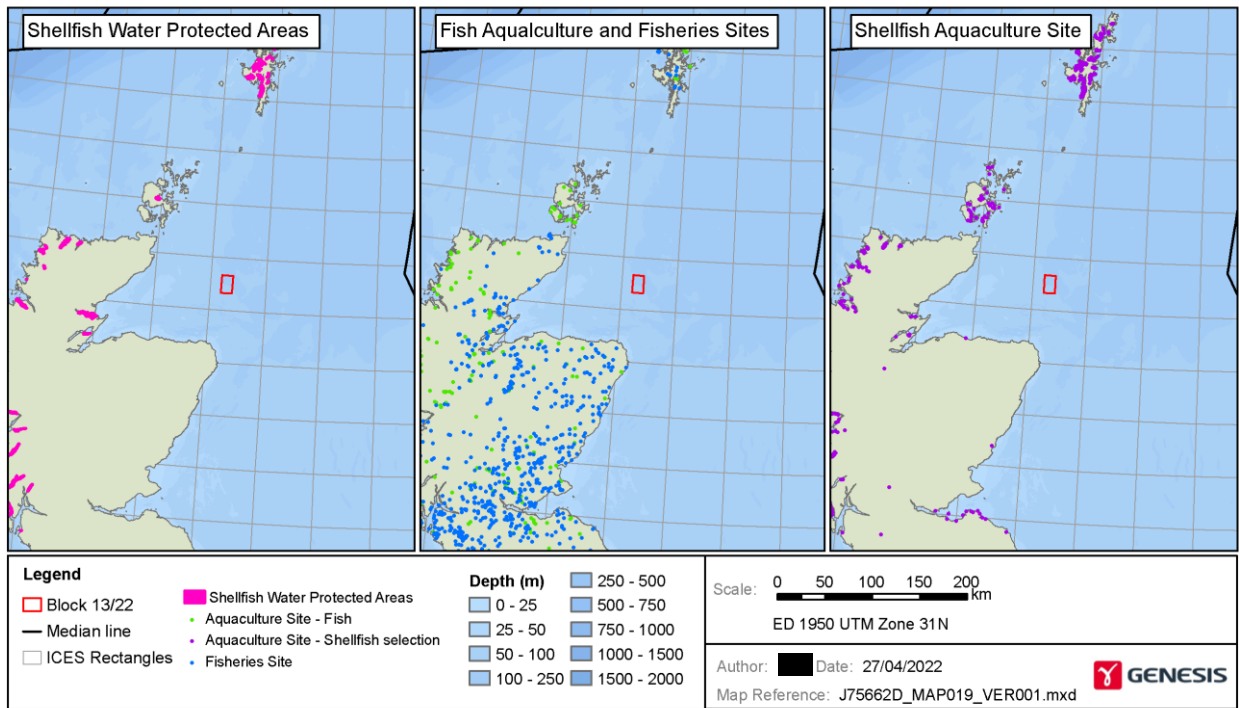 Shellfish Water Protected Areas
Fish Aqualculture and Fisheries Sites
Shellfish Aquaculture Site
Legend
Block 13/22
Median line
ICES Rectangles
Shellfish Water Protected Areas
Aquaculture Site - Fish
Aquaculture Site - Shellfish selection
Fisheries Site
Depth (m)
0 - 25
25 - 50
50 - 100
100 - 250
250 - 500
500 - 750
750 - 1000
1000 - 1500
1500 - 2000
Scale: 0 50 100 150 200
km
ED 1950 UTM Zone 31N
Author: Date: 27/04/2022
Map Reference: J75662D_MAP019_VER001.mxd
GENESIS